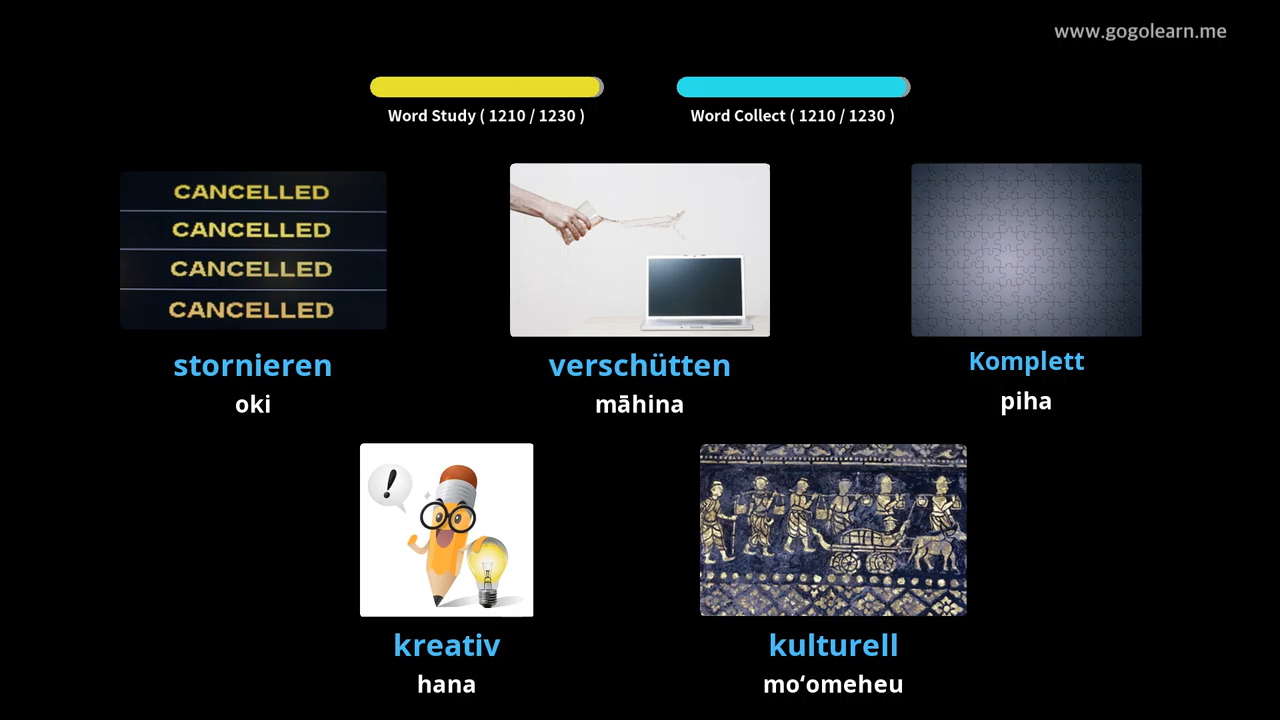 www.gogolearn.me
Word Study ( 1210 / 1230 )
Word Collect ( 1210 / 1230 )
CANCELLED
CANCELLED
CANCELLED
CANCELLED
stornieren
oki
verschütten
māhina
Komplett
piha
!
kreativ
hana
kulturell
moʻomeheu